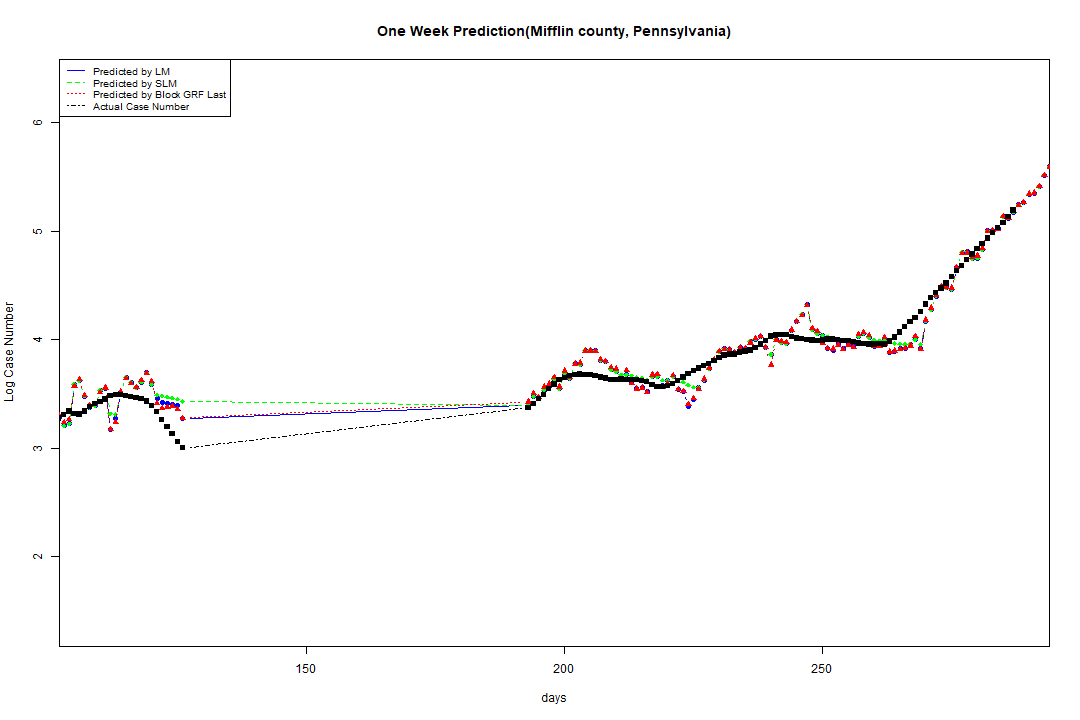 One Week Prediction(Mifflin county, Pennsylvania)
Predicted by LM
Predicted by SLM
Predicted by Block GRF Last
Actual Case Number
6
5
4
3
2
Log Case Number
150 200 250
days